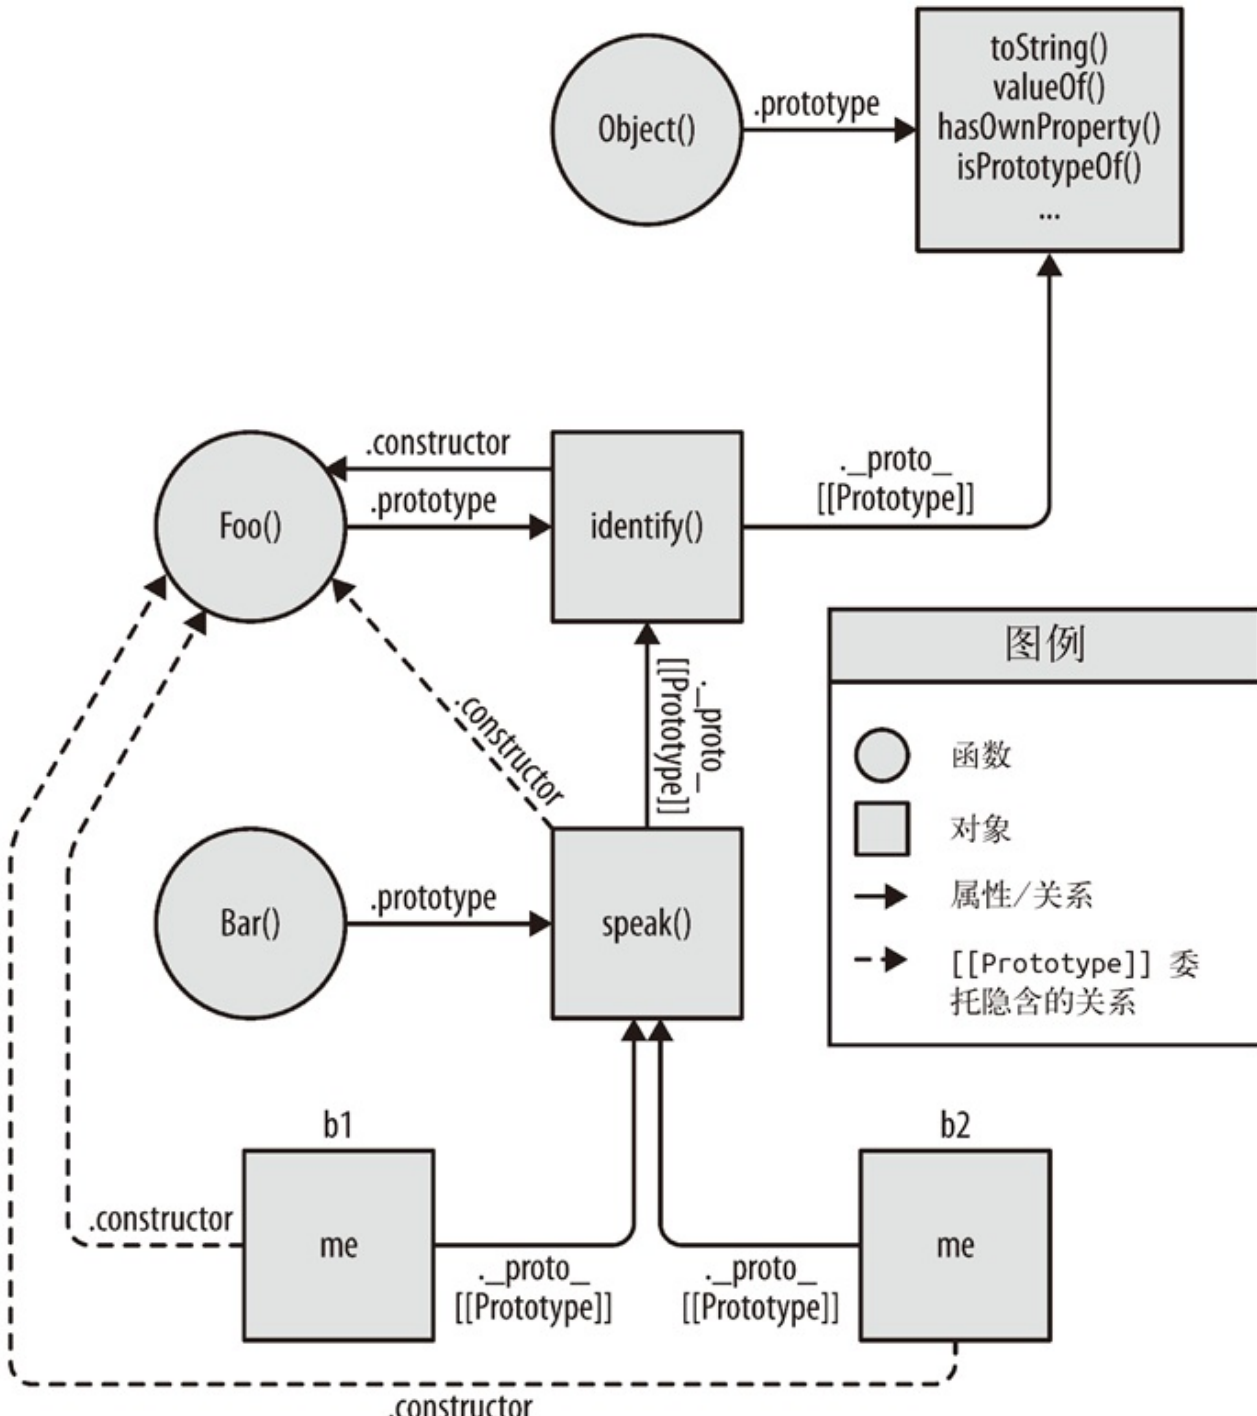 toString()
valueOf()
hasOwnProperty()
isPrototypeOf()
...
Object()
.prototype
.constructor
.prototype
Foo()
identify()
._proto_
[[Prototype]]
._proto_
[[Prototype]]
.constructor
图例
函数
对象
属性/关系
[[Prototype]] 委
托隐含的关系
Bar()
.prototype
speak()
b1
b2
.constructor
me
me
._proto_
[[Prototype]]
._proto_
[[Prototype]]
.constructor